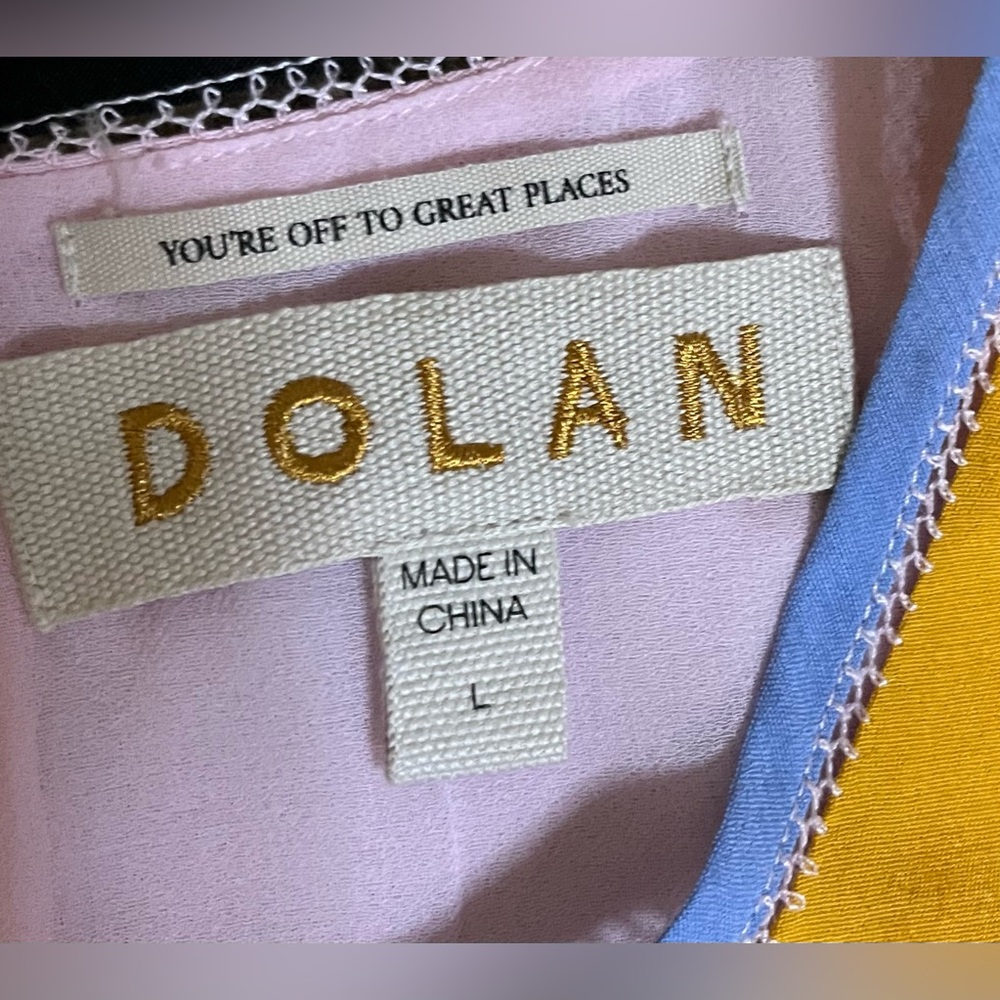 YOU'RE OFF TO GREAT PLACES
DOLAN
MADE IN
CHINA
L